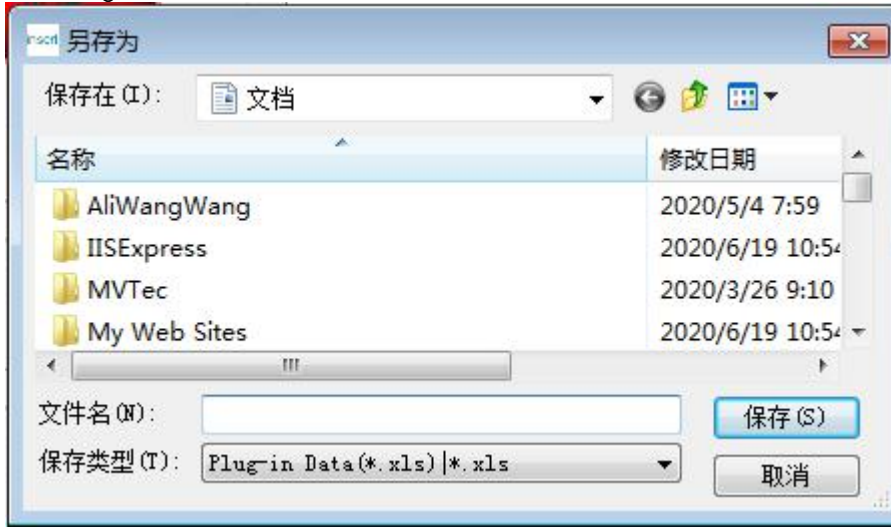 insert 另存为
保存在(I): 文档
名称 修改日期
AliWangWang 2020/5/4 7:59
IISExpress 2020/6/19 10:54
MVTec 2020/3/26 9:10
My Web Sites 2020/6/19 10:54
文件名(N): 保存(S)
保存类型(T): Plug-in Data(*.xls)|*.xls 取消